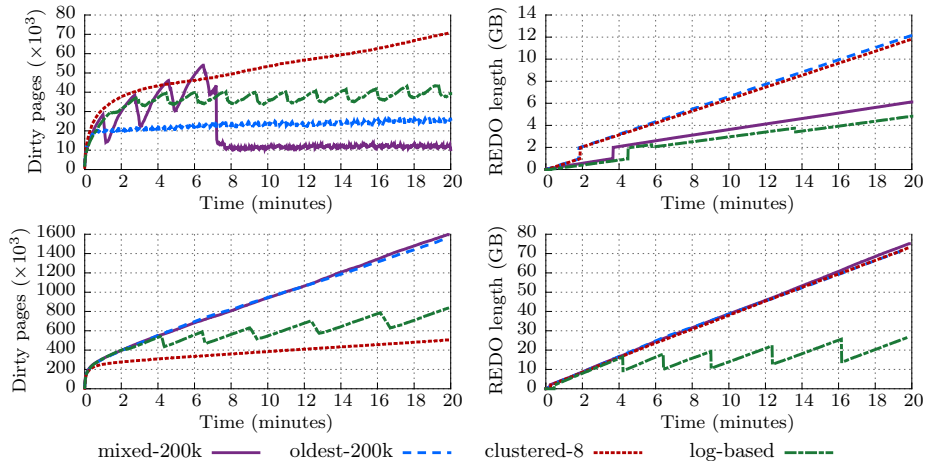 80
70
60
50
40
30
20
10
0
Dirty pages (×10³)
0 2 4 6 8 10 12 14 16 18 20
Time (minutes)
14
12
10
8
6
4
2
0
REDO length (GB)
0 2 4 6 8 10 12 14 16 18 20
Time (minutes)
1600
1400
1200
1000
800
600
400
200
0
Dirty pages (×10³)
0 2 4 6 8 10 12 14 16 18 20
Time (minutes)
80
70
60
50
40
30
20
10
0
REDO length (GB)
0 2 4 6 8 10 12 14 16 18 20
Time (minutes)
mixed-200k oldest-200k clustered-8 log-based